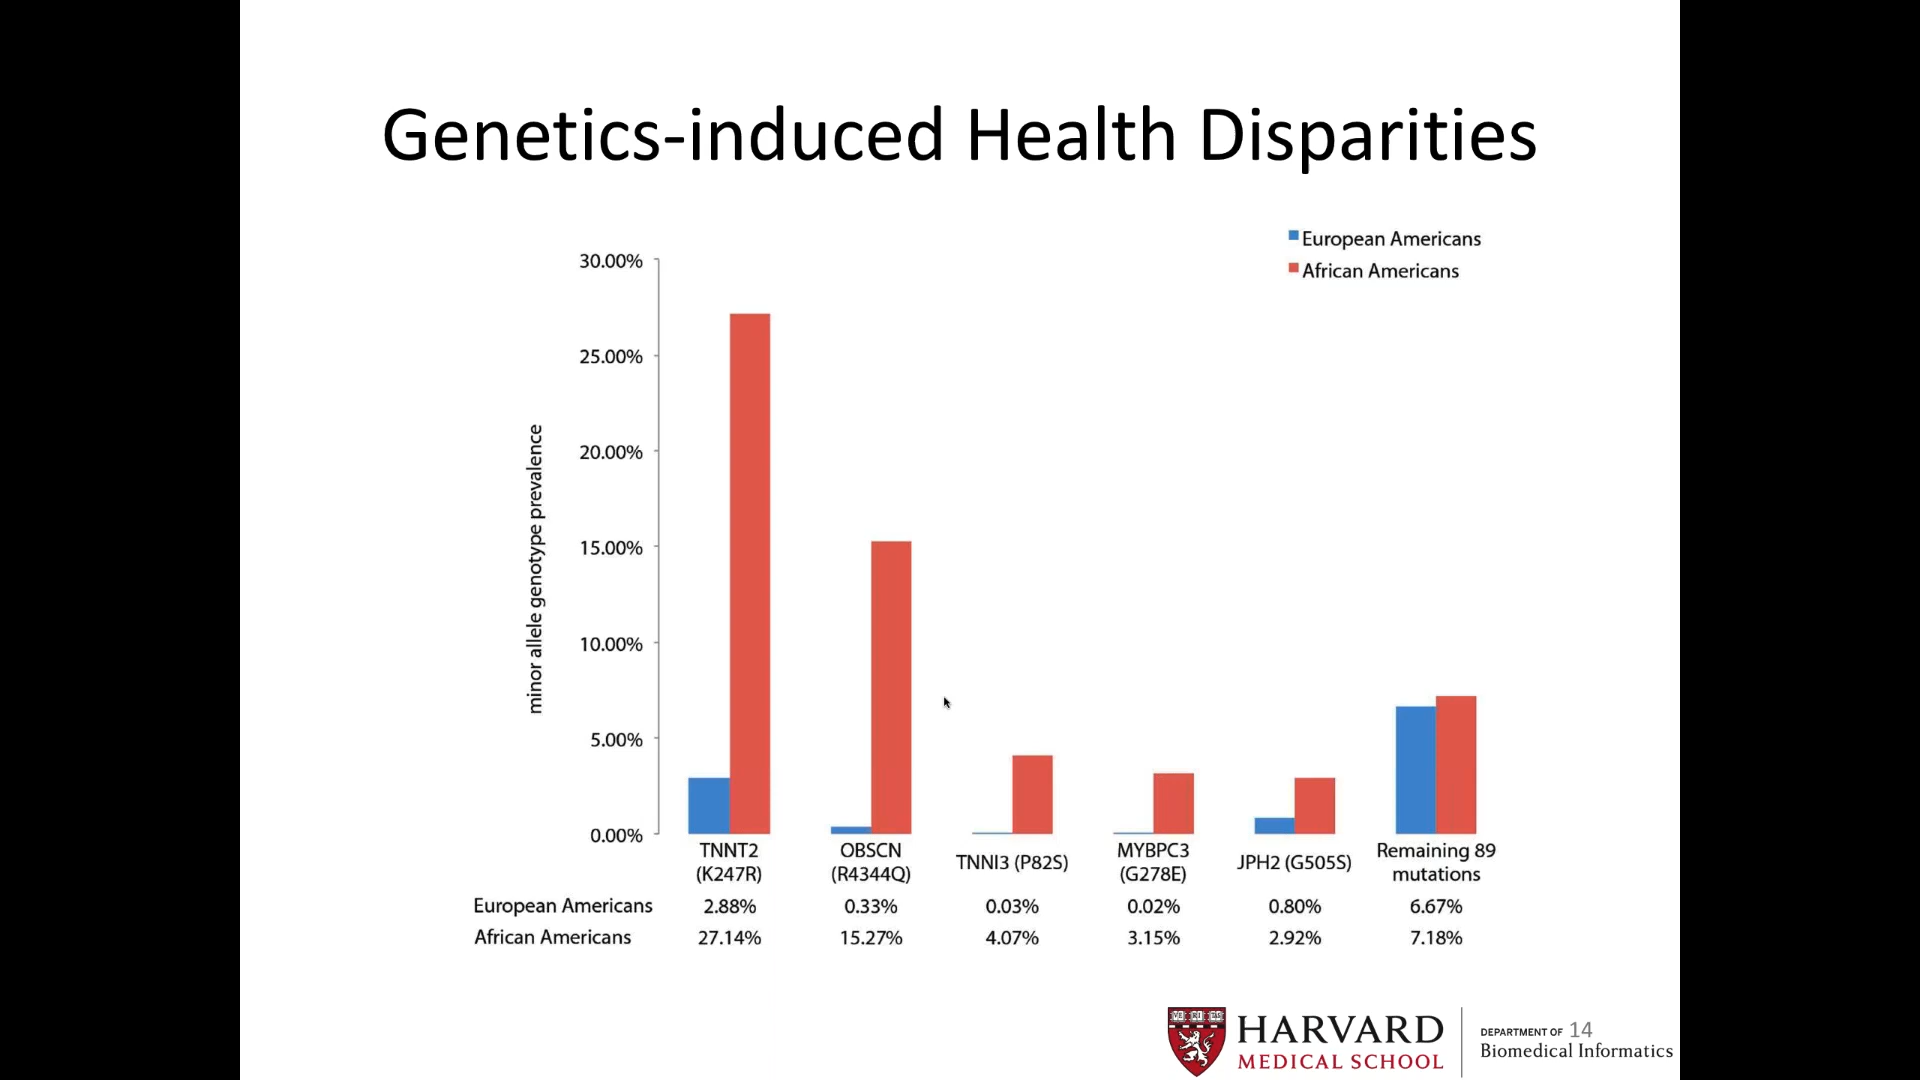 Genetics-induced Health Disparities
European Americans
African Americans
30.00%
25.00%
20.00%
15.00%
10.00%
5.00%
0.00%
minor allele genotype prevalence
TNNT2 (K247R)
OBSCN (R4344Q)
TNNI3 (P82S)
MYBPC3 (G278E)
JPH2 (G505S)
Remaining 89 mutations
European Americans 2.88% 0.33% 0.03% 0.02% 0.80% 6.67%
African Americans 27.14% 15.27% 4.07% 3.15% 2.92% 7.18%
HARVARD
MEDICAL SCHOOL
DEPARTMENT OF 14
Biomedical Informatics